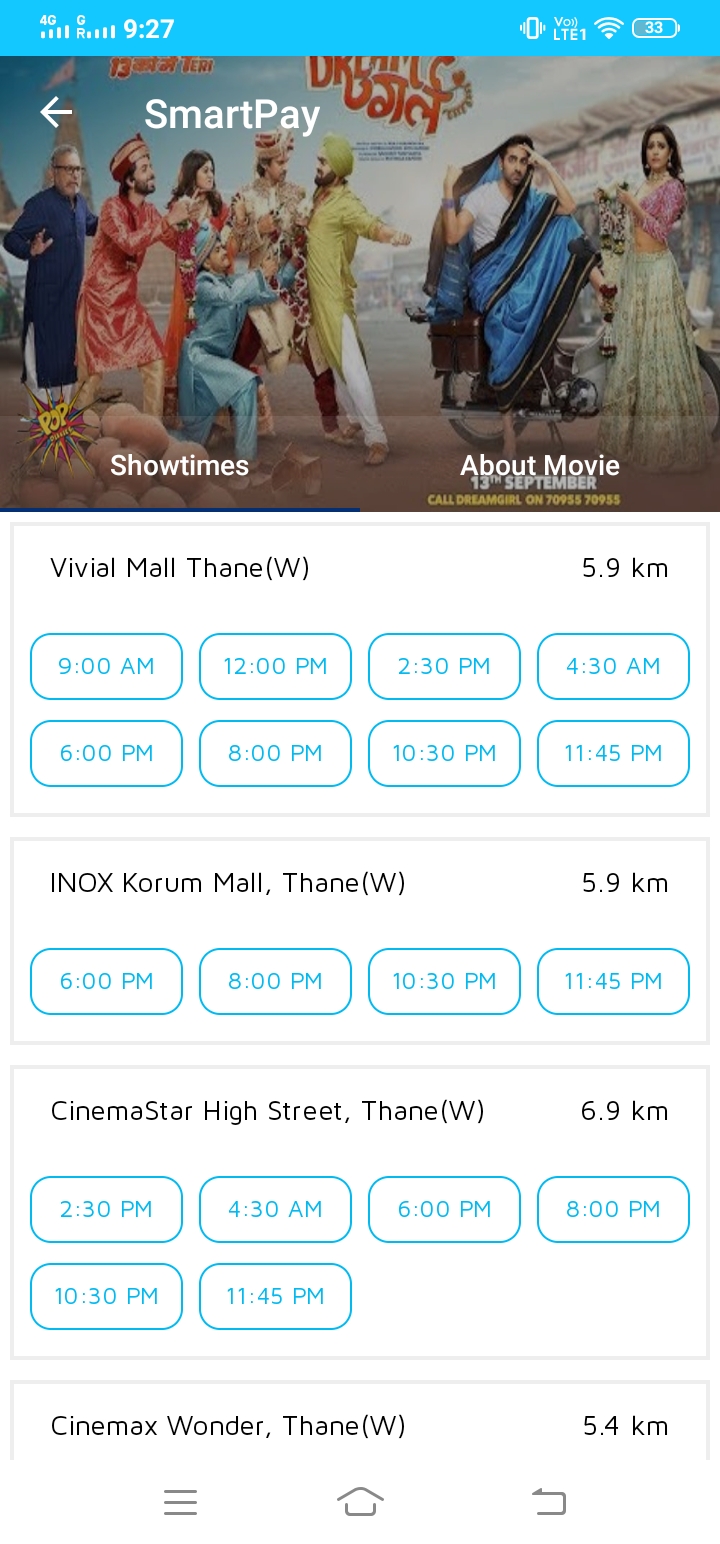 4G G R 9:27 Vo)) LTE1 33
13 को में TERI
DREAM
गर्ल
SmartPay
POP
Showtimes About Movie
13TH SEPTEMBER
CALL DREAMGIRL ON 70955 70955
Vivial Mall Thane(W) 5.9 km
9:00 AM 12:00 PM 2:30 PM 4:30 AM
6:00 PM 8:00 PM 10:30 PM 11:45 PM
INOX Korum Mall, Thane(W) 5.9 km
6:00 PM 8:00 PM 10:30 PM 11:45 PM
CinemaStar High Street, Thane(W) 6.9 km
2:30 PM 4:30 AM 6:00 PM 8:00 PM
10:30 PM 11:45 PM
Cinemax Wonder, Thane(W) 5.4 km